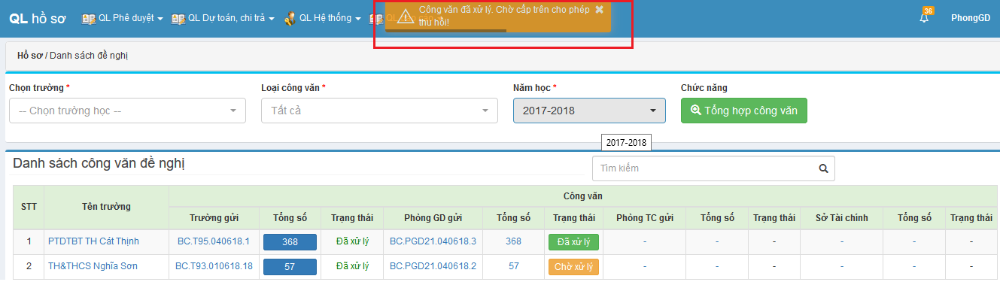 QL hồ sơ
QL Phê duyệt
QL Dự toán, chi trả
QL Hệ thống
QL
Công văn đã xử lý. Chờ cấp trên cho phép
thu hồi!
36
PhongGD
Hồ sơ / Danh sách đề nghị
Chọn trường *
Loại công văn *
Năm học *
Chức năng
-- Chọn trường học --
Tất cả
2017-2018
Tổng hợp công văn
2017-2018
Danh sách công văn đề nghị
Tìm kiếm
STT
Tên trường
Công văn
Trường gửi
Tổng số
Trạng thái
Phòng GD gửi
Tổng số
Trạng thái
Phòng TC gửi
Tổng số
Trạng thái
Sở Tài chính
Tổng số
Trạng thái
1
PTDTBT TH Cát Thịnh
BC.T95.040618.1
368
Đã xử lý
BC.PGD21.040618.3
368
Đã xử lý
-
-
-
-
-
-
2
TH&THCS Nghĩa Sơn
BC.T93.010618.18
57
Đã xử lý
BC.PGD21.040618.2
57
Chờ xử lý
-
-
-
-
-
-